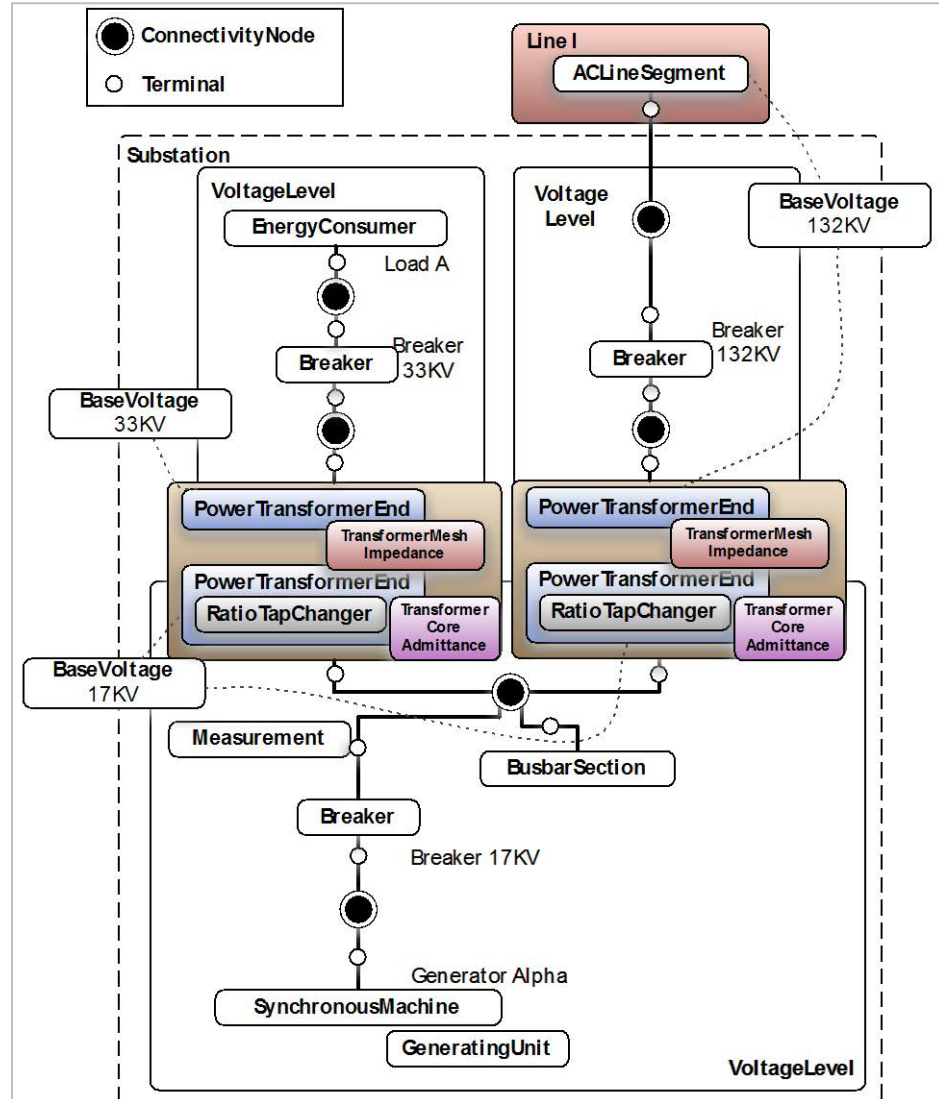 ConnectivityNode
Terminal
Line I
ACLineSegment
Substation
VoltageLevel
EnergyConsumer
Load A
Breaker
Breaker
33KV
BaseVoltage
33KV
Voltage
Level
BaseVoltage
132KV
Breaker
Breaker
132KV
PowerTransformerEnd
TransformerMesh
Impedance
PowerTransformerEnd
RatioTapChanger
Transformer
Core
Admittance
PowerTransformerEnd
TransformerMesh
Impedance
PowerTransformerEnd
RatioTapChanger
Transformer
Core
Admittance
BaseVoltage
17KV
Measurement
BusbarSection
Breaker
Breaker 17KV
Generator Alpha
SynchronousMachine
GeneratingUnit
VoltageLevel